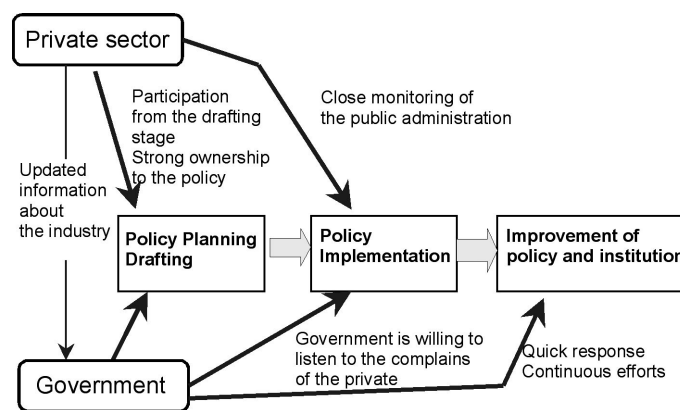 Private sector
Participation
from the drafting
stage
Strong ownership
to the policy
Close monitoring of
the public administration
Updated
information
about
the industry
Policy Planning
Drafting
Policy
Implementation
Improvement of
policy and institution
Government is willing to
listen to the complains
of the private
Quick response
Continuous efforts
Government